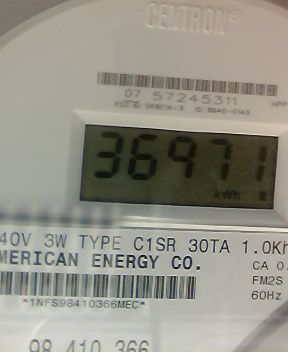 CENTRON®
07 57245311
36971
kWh
40V 3W TYPE C1SR 30TA 1.0Kh
MERICAN ENERGY CO.
CA 0.
FM2S
*1NFS98410366MEC*
60Hz
98 410 366